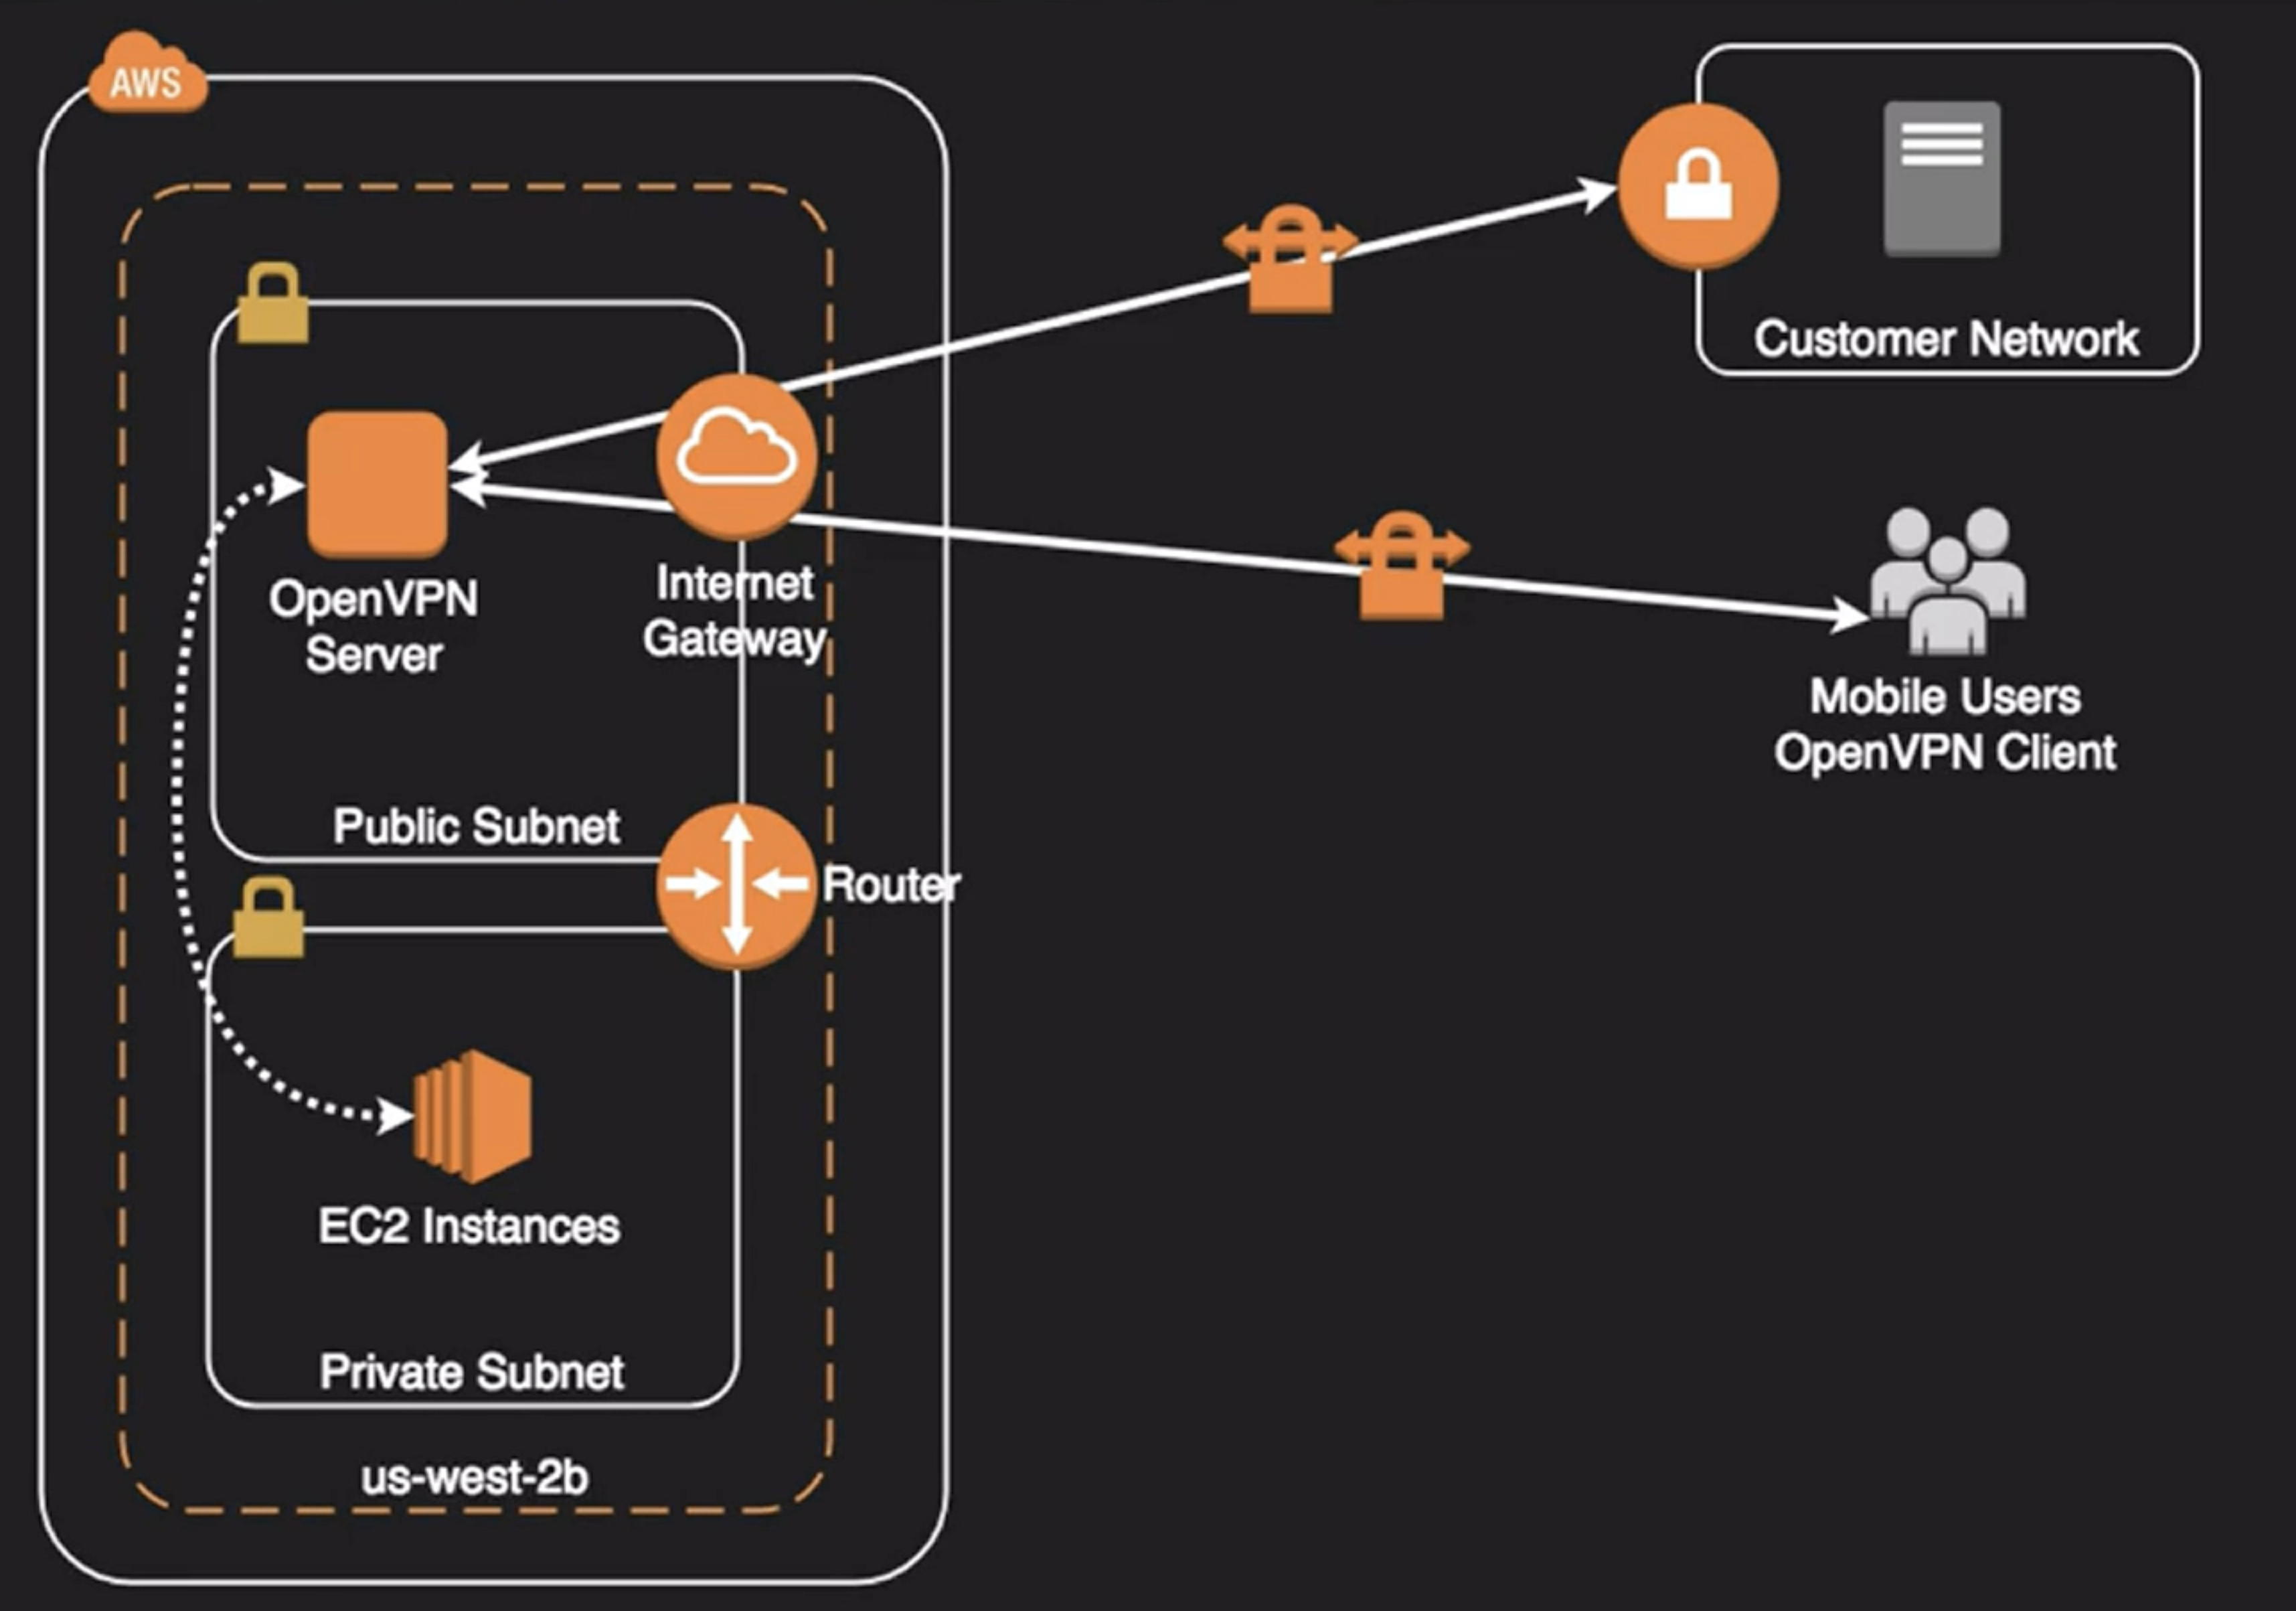 AWS
Customer Network
OpenVPN
Server
Internet
Gateway
Mobile Users
OpenVPN Client
Public Subnet
Router
EC2 Instances
Private Subnet
us-west-2b